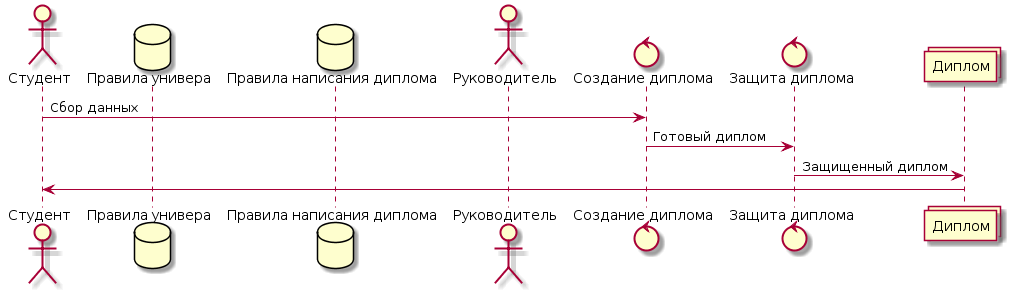 Студент Правила универа Правила написания диплома Руководитель Создание диплома Защита диплома Диплом
Сбор данных
Готовый диплом
Защищенный диплом
Студент Правила универа Правила написания диплома Руководитель Создание диплома Защита диплома Диплом